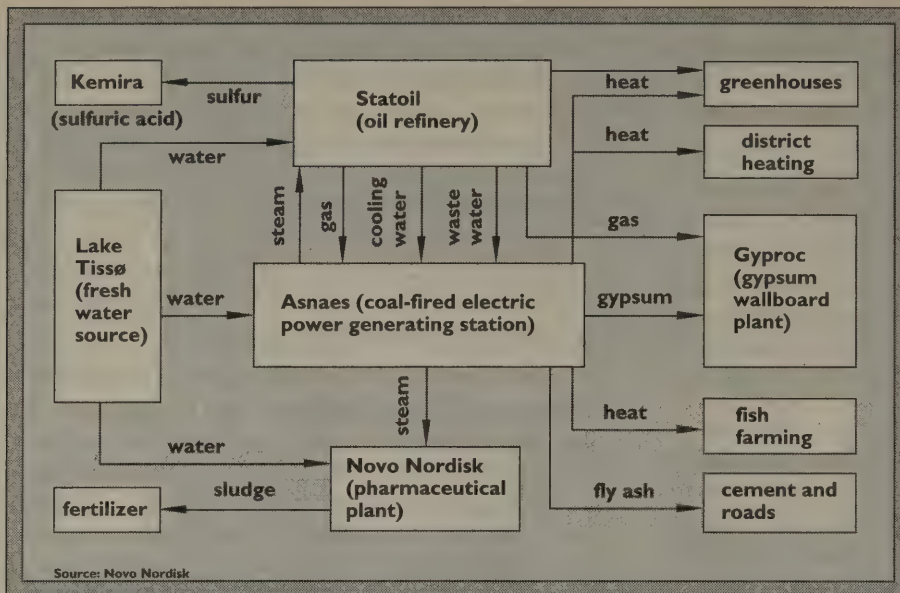 Kemira
(sulfuric acid)
sulfur
Statoil
(oil refinery)
heat
greenhouses
water
heat
district
heating
steam
gas
cooling
water
waste
water
gas
Lake
Tissø
(fresh
water
source)
water
Asnaes (coal-fired electric
power generating station)
gypsum
Gyproc
(gypsum
wallboard
plant)
steam
heat
fish
farming
water
Novo Nordisk
(pharmaceutical
plant)
sludge
fertilizer
fly ash
cement and
roads
Source: Novo Nordisk